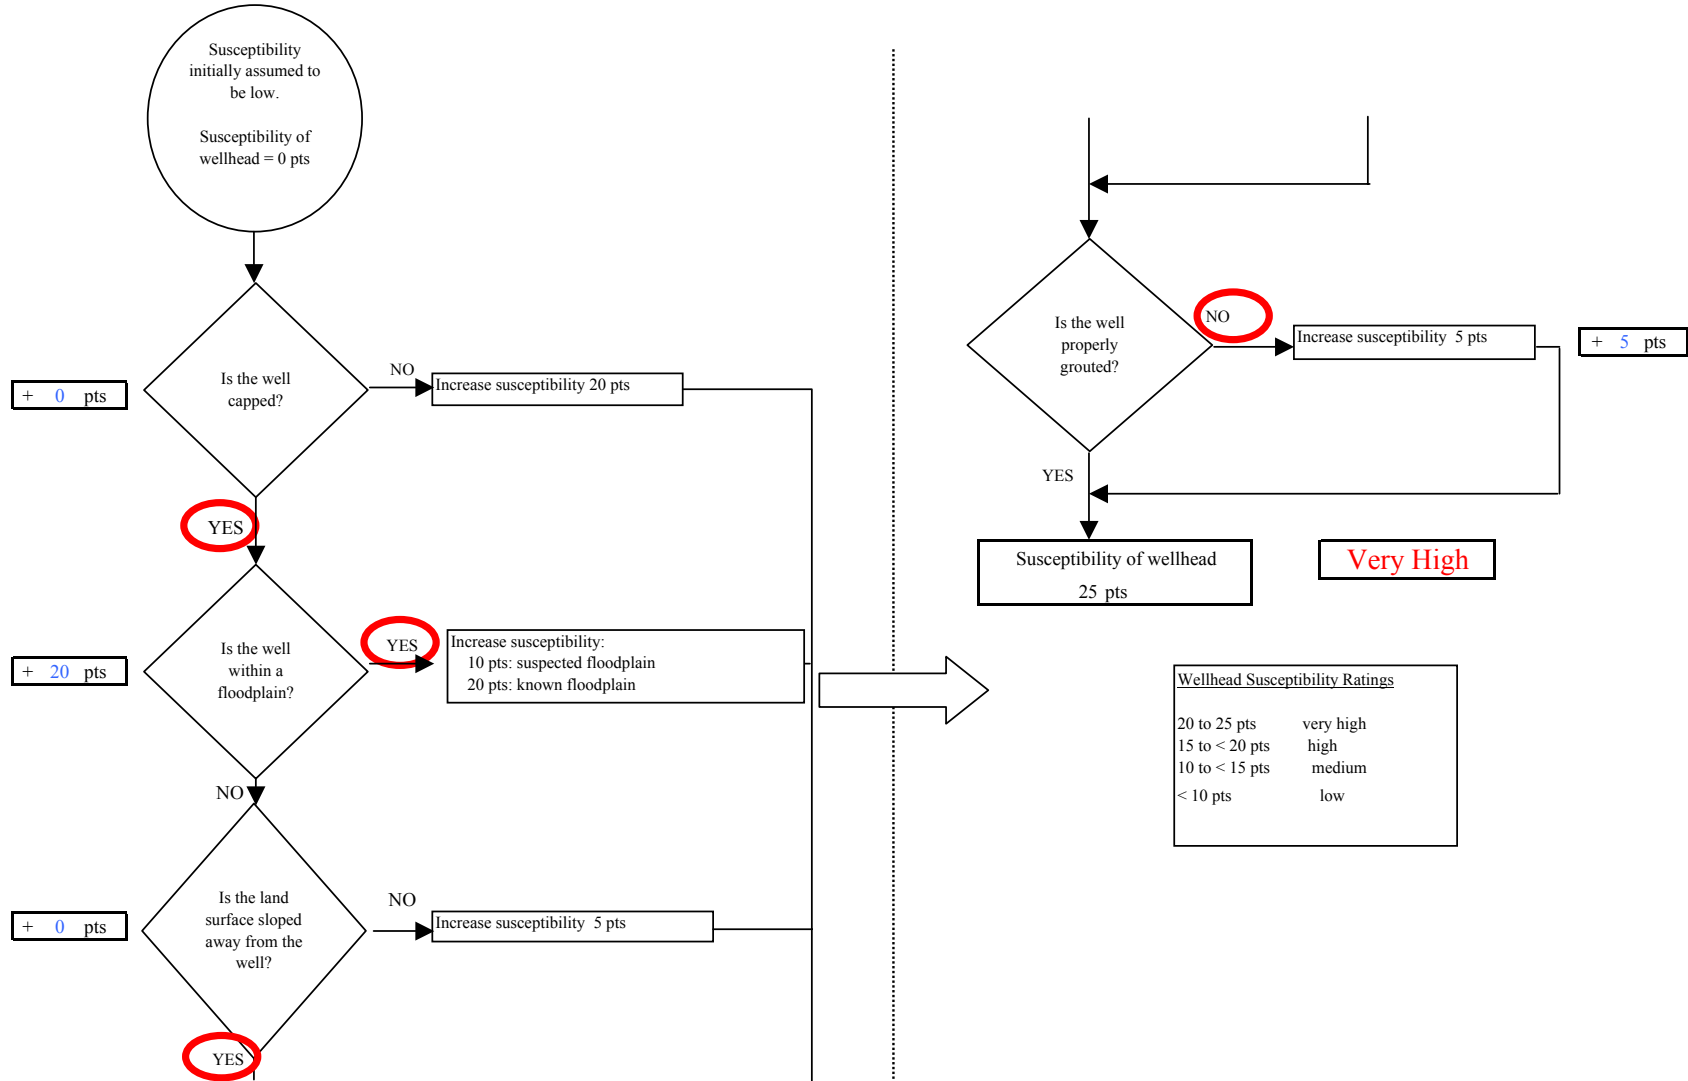 Susceptibility
initially assumed to
be low.
Susceptibility of
wellhead = 0 pts
Is the well
capped?
NO
Increase susceptibility 20 pts
+ 0 pts
YES
Is the well
within a
floodplain?
YES
Increase susceptibility:
10 pts: suspected floodplain
20 pts: known floodplain
+ 20 pts
NO
Is the land
surface sloped
away from the
well?
NO
Increase susceptibility 5 pts
+ 0 pts
YES
Is the well
properly
grouted?
NO
Increase susceptibility 5 pts
+ 5 pts
YES
Susceptibility of wellhead
25 pts
Very High
Wellhead Susceptibility Ratings
20 to 25 pts very high
15 to < 20 pts high
10 to < 15 pts medium
< 10 pts low